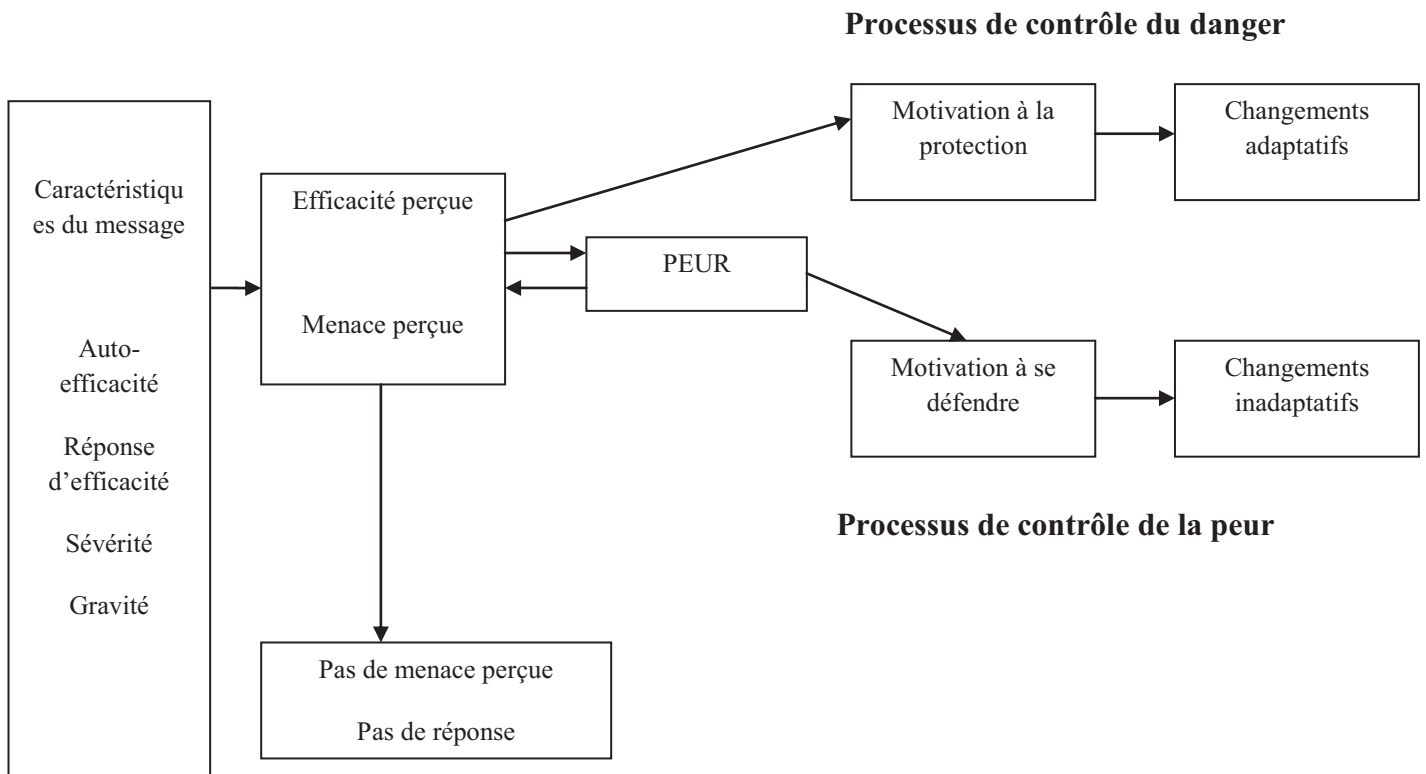 Processus de contrôle du danger
Caractéristiqu
es du message
Auto-
efficacité
Réponse
d’efficacité
Sévérité
Gravité
Efficacité perçue
Menace perçue
PEUR
Motivation à la
protection
Changements
adaptatifs
Motivation à se
défendre
Changements
inadaptatifs
Processus de contrôle de la peur
Pas de menace perçue
Pas de réponse